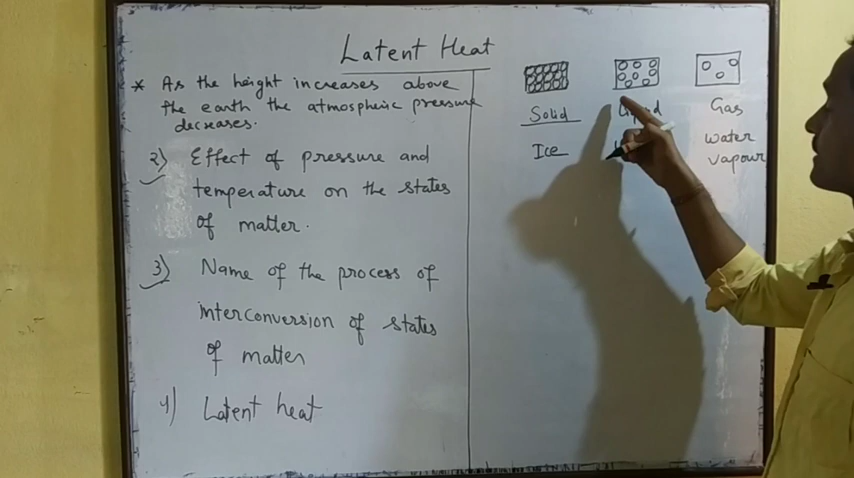 Latent Heat
* As the height increases above
the earth the atmospheric pressure
decreases.
2) Effect of pressure and
temperature on the states
of matter.
3) Name of the process of
interconversion of states
of matter
4) Latent heat
Solid
Ice
Liquid
Gas
Water
vapour